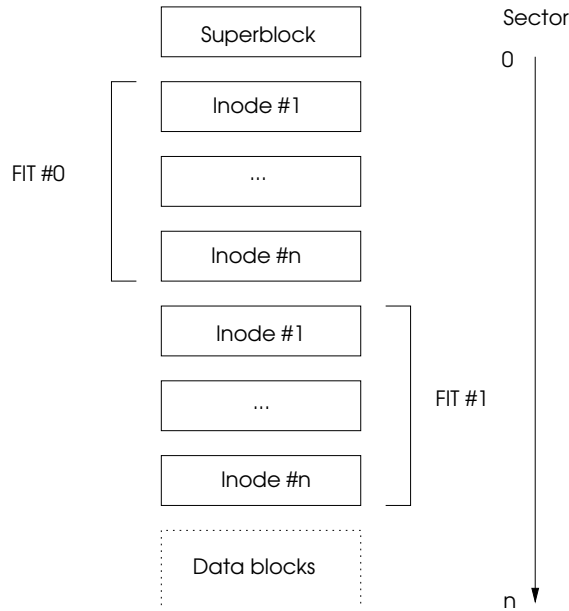 Sector
Superblock
0
Inode #1
FIT #0
...
Inode #n
Inode #1
FIT #1
...
Inode #n
Data blocks
n